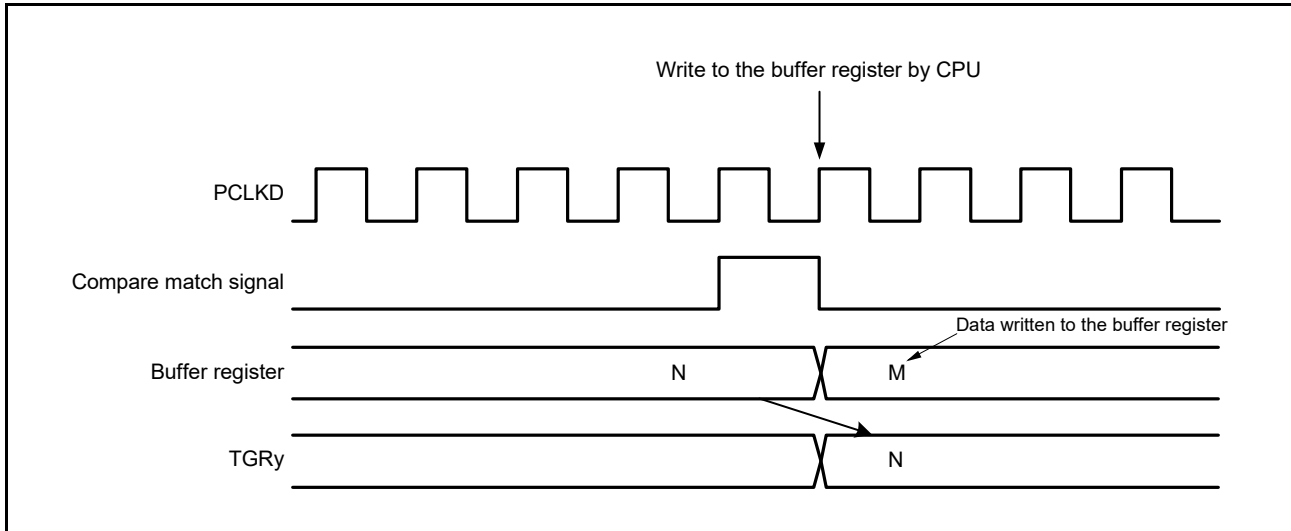 Write to the buffer register by CPU
PCLKD
Compare match signal
Data written to the buffer register
Buffer register
N
M
TGRy
N